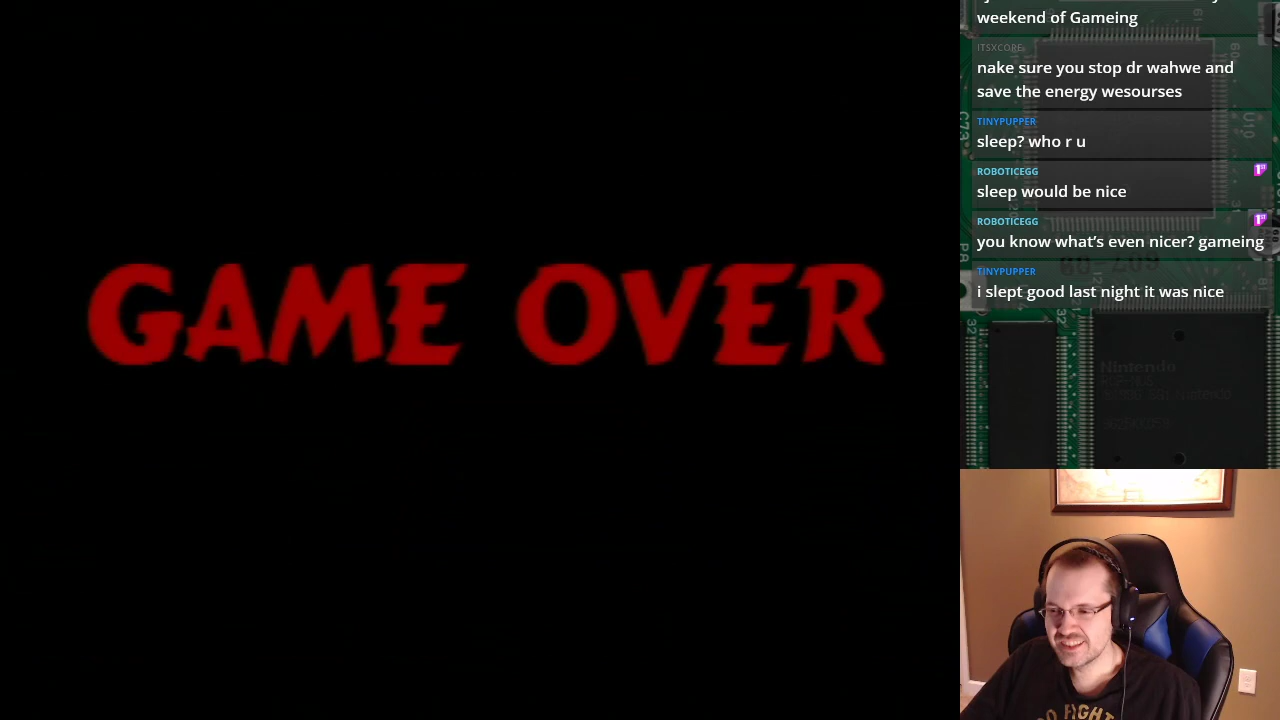 GAME OVER
weekend of Gameing
ITSXCORE
nake sure you stop dr wahwe and
save the energy wesourses
TINYPUPPER
sleep? who r u
ROBOTICEGG
sleep would be nice
ROBOTICEGG
you know what's even nicer? gameing
TINYPUPPER
i slept good last night it was nice
Nintendo